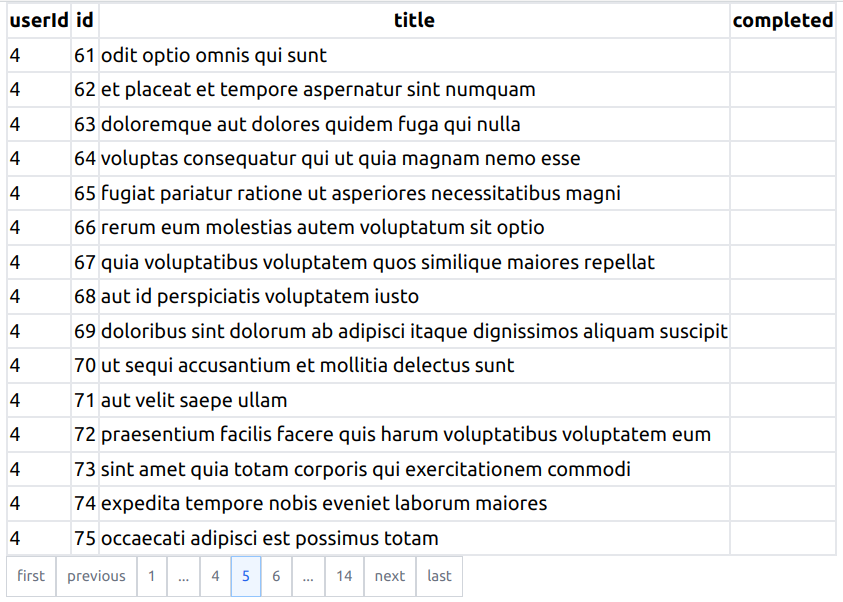 userId id title completed
4 61 odit optio omnis qui sunt
4 62 et placeat et tempore aspernatur sint numquam
4 63 doloremque aut dolores quidem fuga qui nulla
4 64 voluptas consequatur qui ut quia magnam nemo esse
4 65 fugiat pariatur ratione ut asperiores necessitatibus magni
4 66 rerum eum molestias autem voluptatum sit optio
4 67 quia voluptatibus voluptatem quos similique maiores repellat
4 68 aut id perspiciatis voluptatem iusto
4 69 doloribus sint dolorum ab adipisci itaque dignissimos aliquam suscipit
4 70 ut sequi accusantium et mollitia delectus sunt
4 71 aut velit saepe ullam
4 72 praesentium facilis facere quis harum voluptatibus voluptatem eum
4 73 sint amet quia totam corporis qui exercitationem commodi
4 74 expedita tempore nobis eveniet laborum maiores
4 75 occaecati adipisci est possimus totam
first previous 1 ... 4 5 6 ... 14 next last